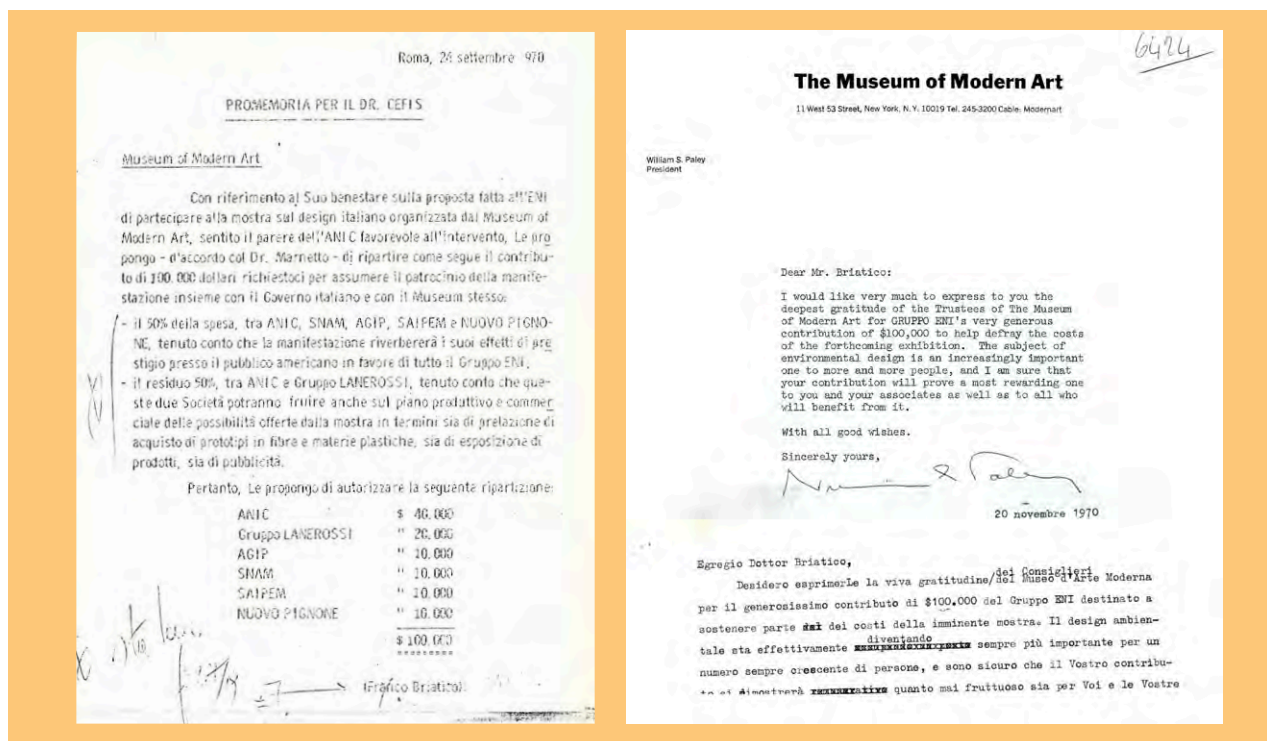 Roma, 26 settembre 970
PROMEMORIA PER IL DR. CEFIS
Museum of Modern Art
Con riferimento al Suo benestare sulla proposta fatta all'ENI
di partecipare alla mostra sul design italiano organizzata dal Museum of
Modern Art, sentito il parere dell'ANIC favorevole all'intervento, Le pro
pongo - d'accordo col Dr. Marnetto - di ripartire come segue il contribu-
to di 100.000 dollari richiestoci per assumere il patrocinio della manife-
stazione insieme con il Governo italiano e con il Museum stesso:
- il 50% della spesa, tra ANIC, SNAM, AGIP, SAIPEM e NUOVO PIGNO-
NE, tenuto conto che la manifestazione riverbererà i suoi effetti di pre
stigio presso il pubblico americano in favore di tutto il Gruppo ENI,
- il residuo 50%, tra ANIC e Gruppo LANEROSSI, tenuto conto che que-
ste due Società potranno fruire anche sul piano produttivo e commer
ciale delle possibilità offerte dalla mostra in termini sia di prelazione di
acquisto di prototipi in fibra e materie plastiche, sia di esposizione di
prodotti, sia di pubblicità.
Pertanto, Le propongo di autorizzare la seguente ripartizione:
ANIC $ 40.000
Gruppo LANEROSSI " 20.000
AGIP " 10.000
SNAM " 10.000
SAIPEM " 10.000
NUOVO PIGNONE " 10.000
$ 100.000
=========
(Franco Briatico)
6424
The Museum of Modern Art
11 West 53 Street, New York, N.Y. 10019 Tel. 245-3200 Cable: Modernart
William S. Paley
President
Dear Mr. Briatico:
I would like very much to express to you the
deepest gratitude of the Trustees of The Museum
of Modern Art for GRUPPO ENI's very generous
contribution of $100,000 to help defray the costs
of the forthcoming exhibition. The subject of
environmental design is an increasingly important
one to more and more people, and I am sure that
your contribution will prove a most rewarding one
to you and your associates as well as to all who
will benefit from it.
With all good wishes.
Sincerely yours,
20 novembre 1970
Egregio Dottor Briatico,
dei Consiglieri
Desidero esprimerLe la viva gratitudine/del Museo d'Arte Moderna
per il generosissimo contributo di $100.000 del Gruppo ENI destinato a
sostenere parte dei costi della imminente mostra. Il design ambien-
diventando
tale sta effettivamente sempre più importante per un
numero sempre crescente di persone, e sono sicuro che il Vostro contribu-
to si dimostrerà quanto mai fruttuoso sia per Voi e le Vostre